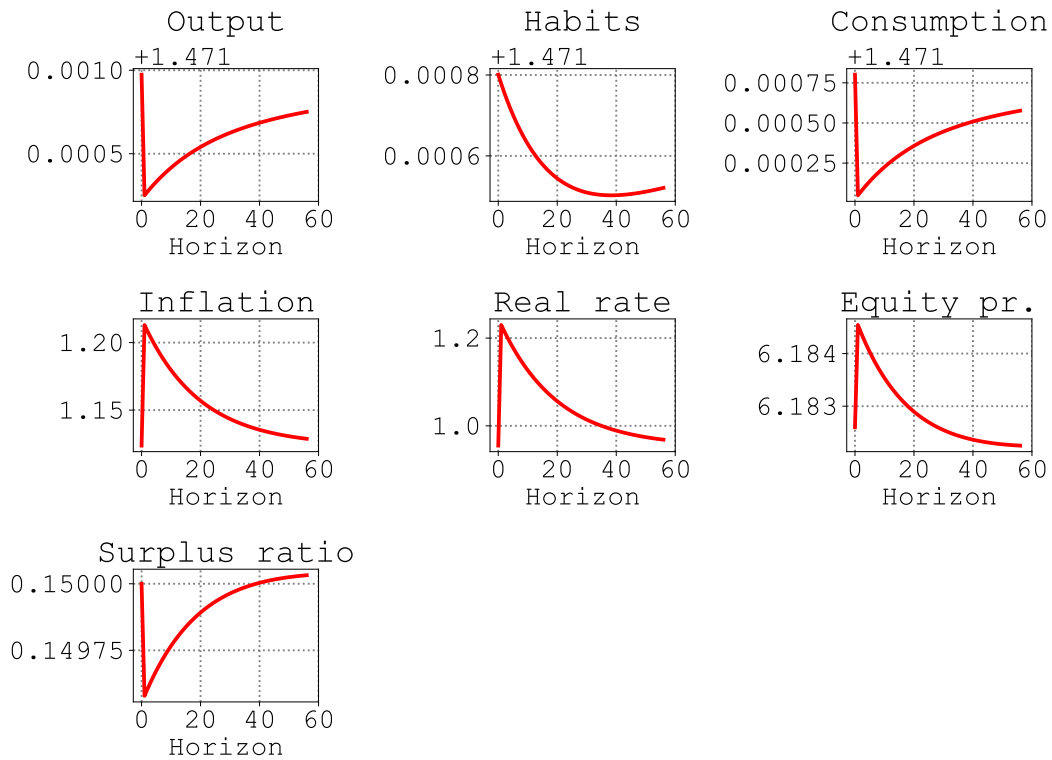 Output
+1.471
0.0010
0.0005
0 20 40 60
Horizon
Habits
+1.471
0.0008
0.0006
0 20 40 60
Horizon
Consumption
+1.471
0.00075
0.00050
0.00025
0 20 40 60
Horizon
Inflation
1.20
1.15
0 20 40 60
Horizon
Real rate
1.2
1.0
0 20 40 60
Horizon
Equity pr.
6.184
6.183
0 20 40 60
Horizon
Surplus ratio
0.15000
0.14975
0 20 40 60
Horizon